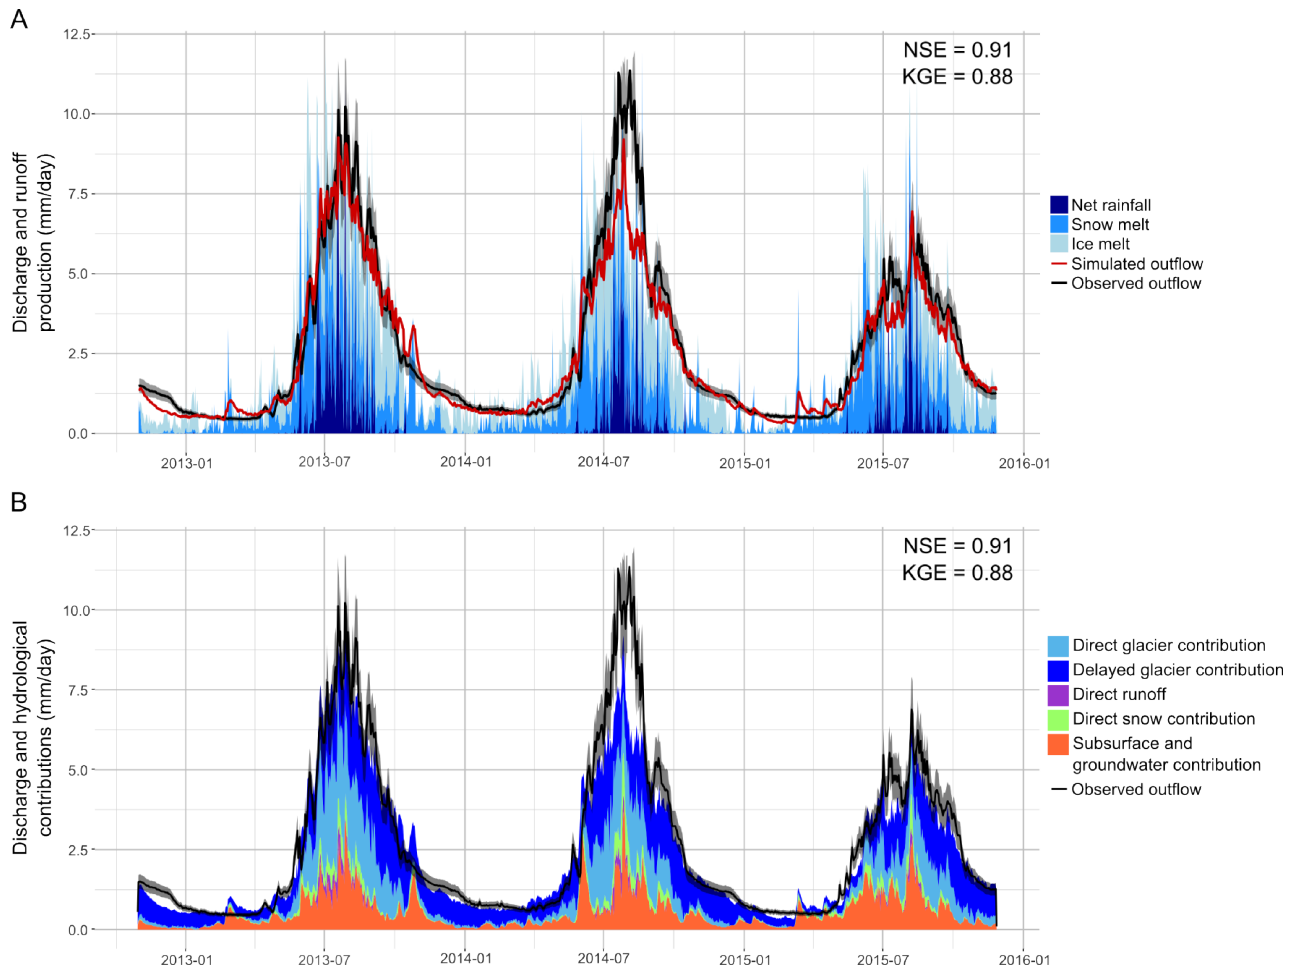 A
12.5
10.0
7.5
5.0
2.5
0.0
Discharge and runoff
production (mm/day)
NSE = 0.91
KGE = 0.88
Net rainfall
Snow melt
Ice melt
Simulated outflow
Observed outflow
2013-01
2013-07
2014-01
2014-07
2015-01
2015-07
2016-01
B
12.5
10.0
7.5
5.0
2.5
0.0
Discharge and hydrological
contributions (mm/day)
NSE = 0.91
KGE = 0.88
Direct glacier contribution
Delayed glacier contribution
Direct runoff
Direct snow contribution
Subsurface and
groundwater contribution
Observed outflow
2013-01
2013-07
2014-01
2014-07
2015-01
2015-07
2016-01